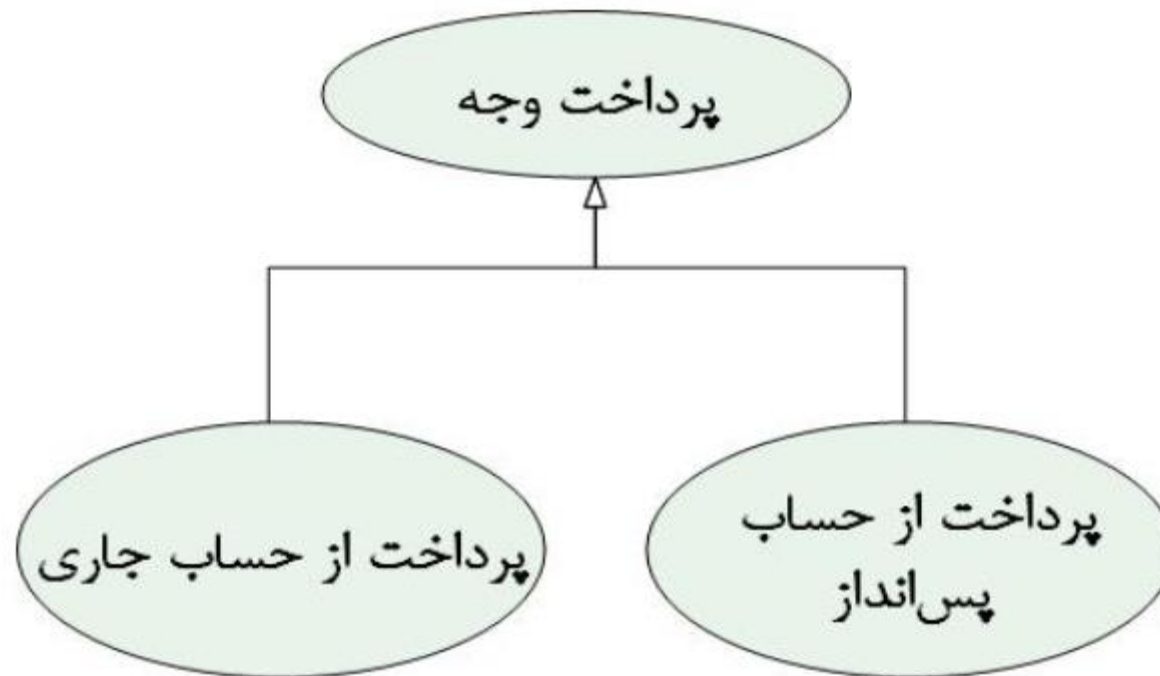 پرداخت وجه
پرداخت از حساب
پس‌انداز
پرداخت از حساب جاری